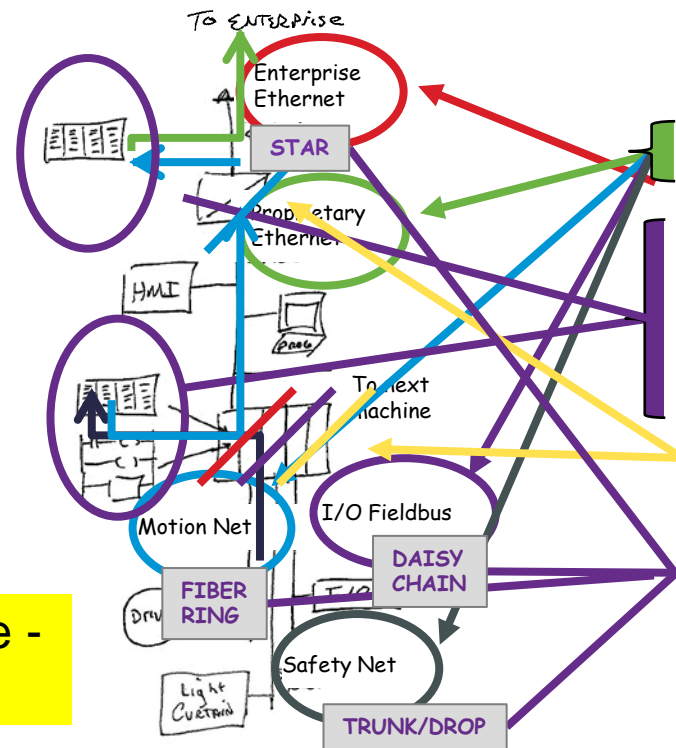 To ENTERPRISE
Enterprise
Ethernet
STAR
Proprietary
Ethernet
HMI
PROG
To next
machine
Motion Net
I/O Fieldbus
DAISY
CHAIN
FIBER
RING
DRIV
e -
Safety Net
Light
CURTAIN
TRUNK/DROP